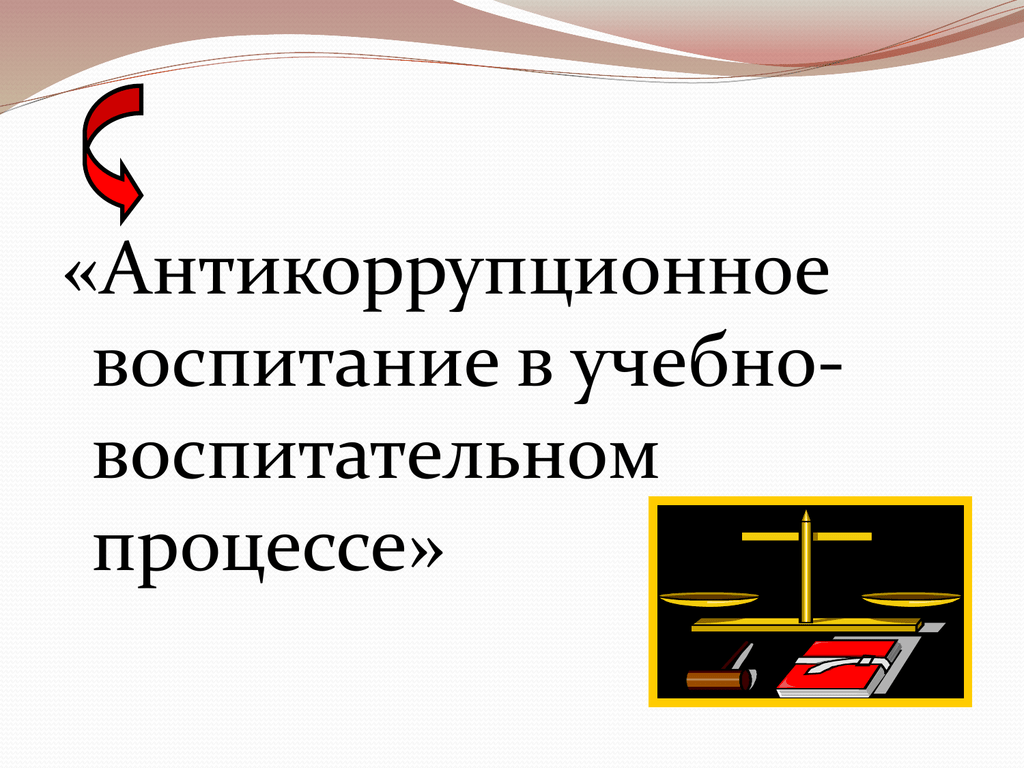 «Антикоррупционное
воспитание в учебно-
воспитательном
процессе»